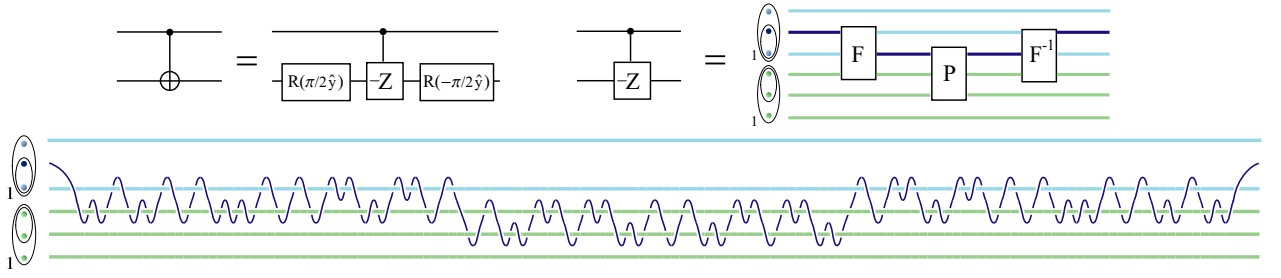 =
R(π/2ŷ) −Z R(−π/2ŷ)
−Z
=
F P F⁻¹
1
1
1
1